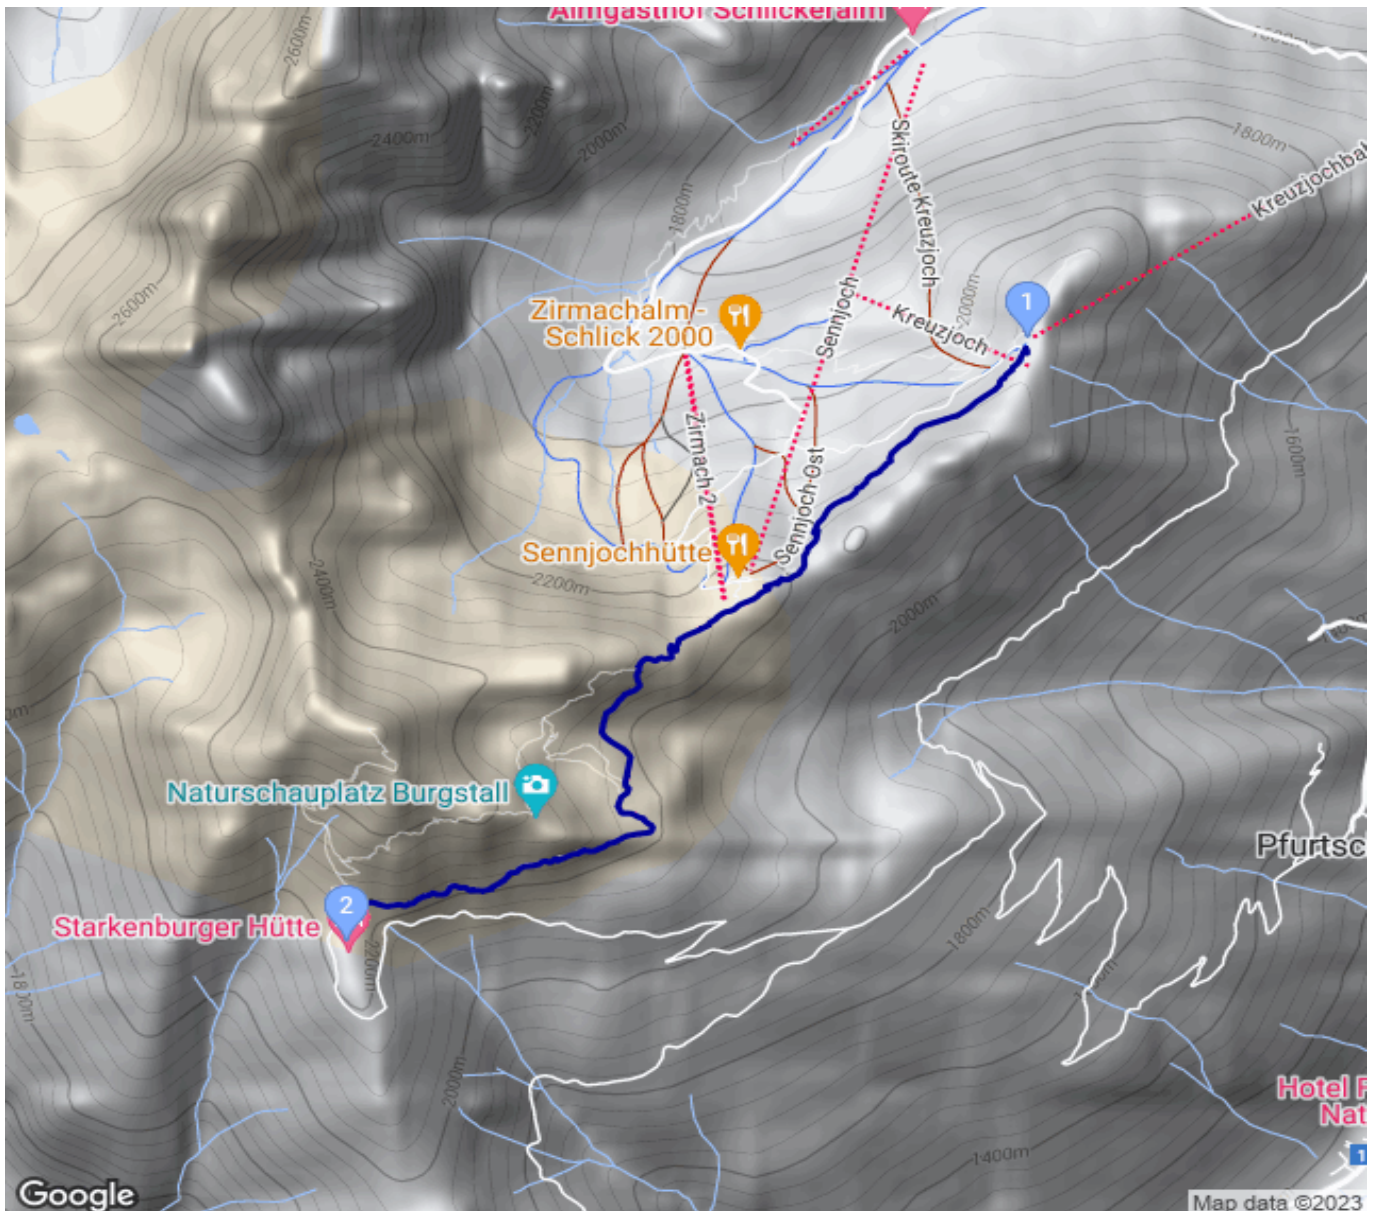 Almgasthof Schlickeralm
2600m
2400m
2200m
2000m
1800m
1800m
Skiroute Kreuzjoch
Kreuzjochbah
2600m
2000m
1
Zirmachalm -
Schlick 2000
Sennjoch
Kreuzjoch
Zirmach 2
Sennjoch Ost
1600m
Sennjochhütte
2200m
2400m
2000m
Naturschauplatz Burgstall
Pfurtsc
2
Starkenburger Hütte
2200m
1800m
1800m
2000m
1400m
Hotel F
Nat
1
Google
Map data ©2023